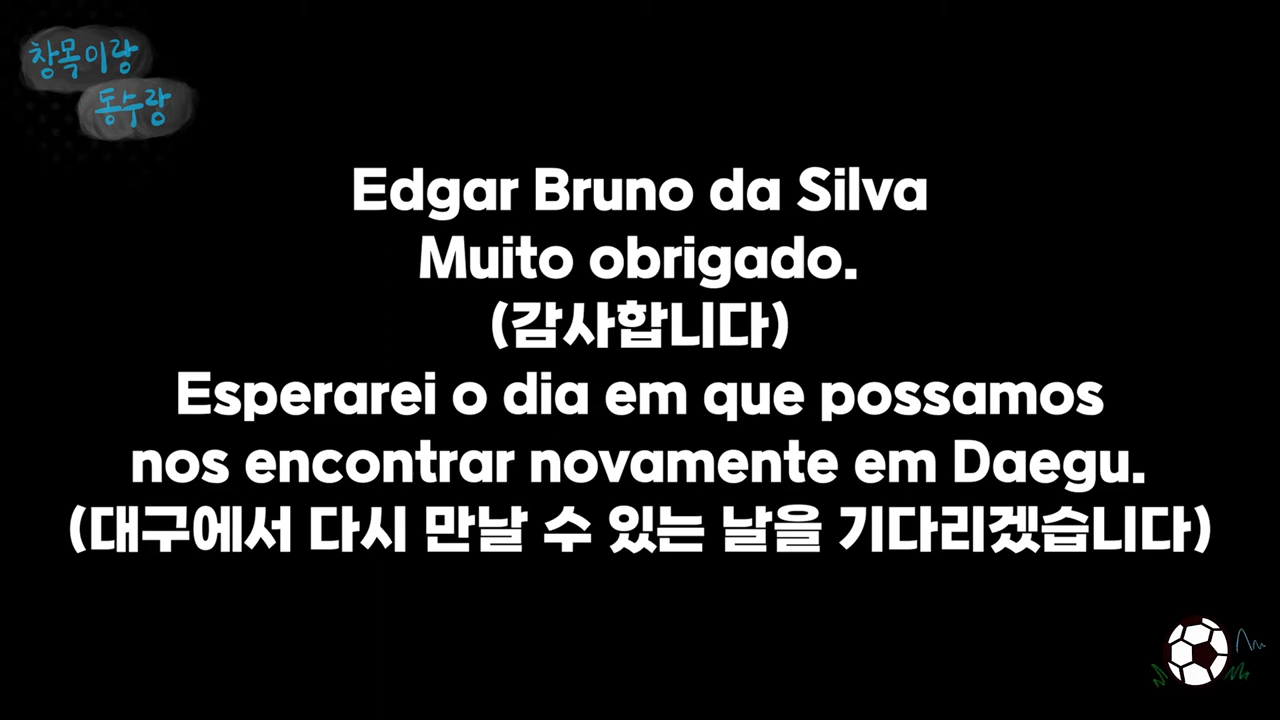 창목이랑
동수랑
Edgar Bruno da Silva
Muito obrigado.
(감사합니다)
Esperarei o dia em que possamos
nos encontrar novamente em Daegu.
(대구에서 다시 만날 수 있는 날을 기다리겠습니다)